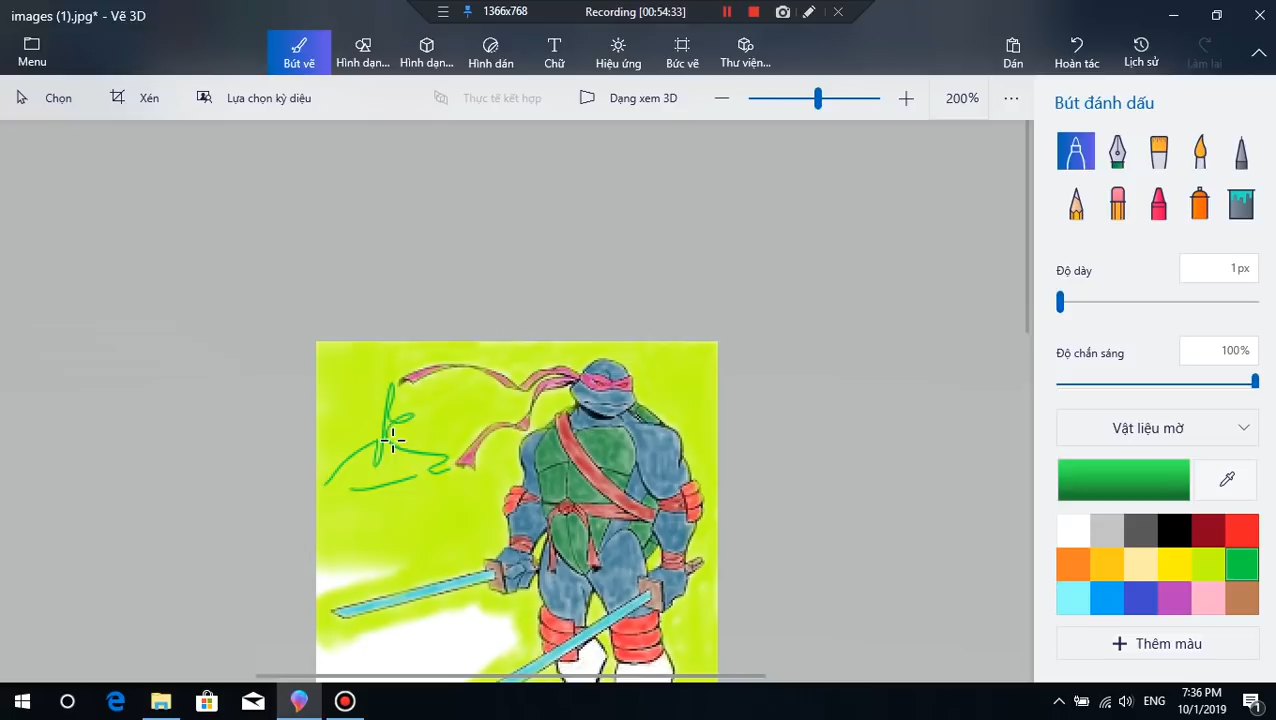 images (1).jpg* - Vẽ 3D
1366x768 Recording [00:54:33]
Menu Bút vẽ Hình dạn... Hình dạn... Hình dán Chữ Hiệu ứng Bức vẽ Thư viện... Dán Hoàn tác Lịch sử Làm lại
Chọn Xén Lựa chọn kỳ diệu Thực tế kết hợp Dạng xem 3D 200% ...
Bút đánh dấu
Độ dày 1px
Độ chắn sáng 100%
Vật liệu mờ
+ Thêm màu
ENG 7:36 PM
10/1/2019
1